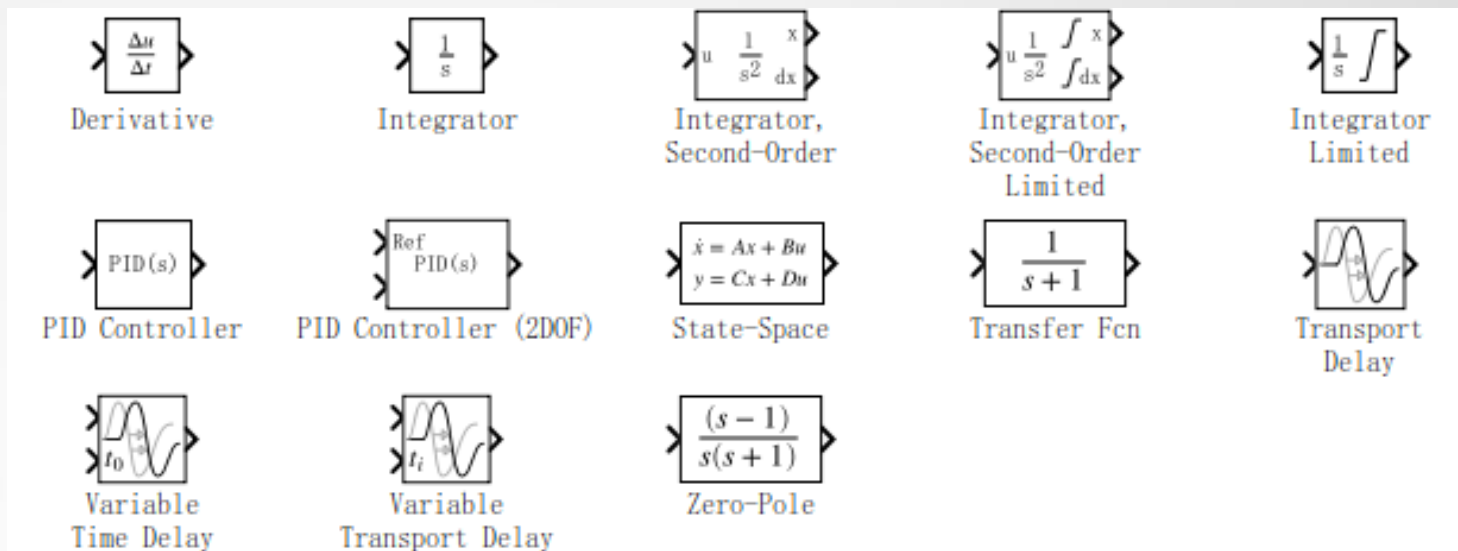 Δu
Δt
Derivative
1
s
Integrator
u 1 x
s² dx
Integrator,
Second-Order
u 1 ∫ x
s² ∫dx
Integrator,
Second-Order
Limited
1 ∫
s
Integrator
Limited
PID(s)
PID Controller
Ref
PID(s)
PID Controller (2DOF)
ẋ = Ax + Bu
y = Cx + Du
State-Space
1
s + 1
Transfer Fcn
Transport
Delay
t₀
Variable
Time Delay
tᵢ
Variable
Transport Delay
(s − 1)
s(s + 1)
Zero-Pole